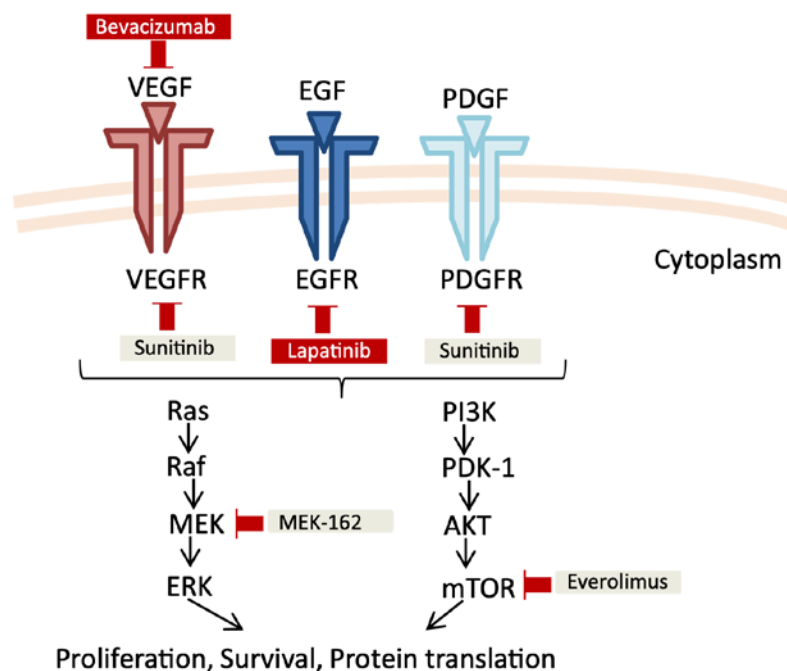 Bevacizumab
VEGF
EGF
PDGF
Cytoplasm
VEGFR
EGFR
PDGFR
Sunitinib
Lapatinib
Sunitinib
Ras
PI3K
Raf
PDK-1
MEK
MEK-162
AKT
ERK
mTOR
Everolimus
Proliferation, Survival, Protein translation